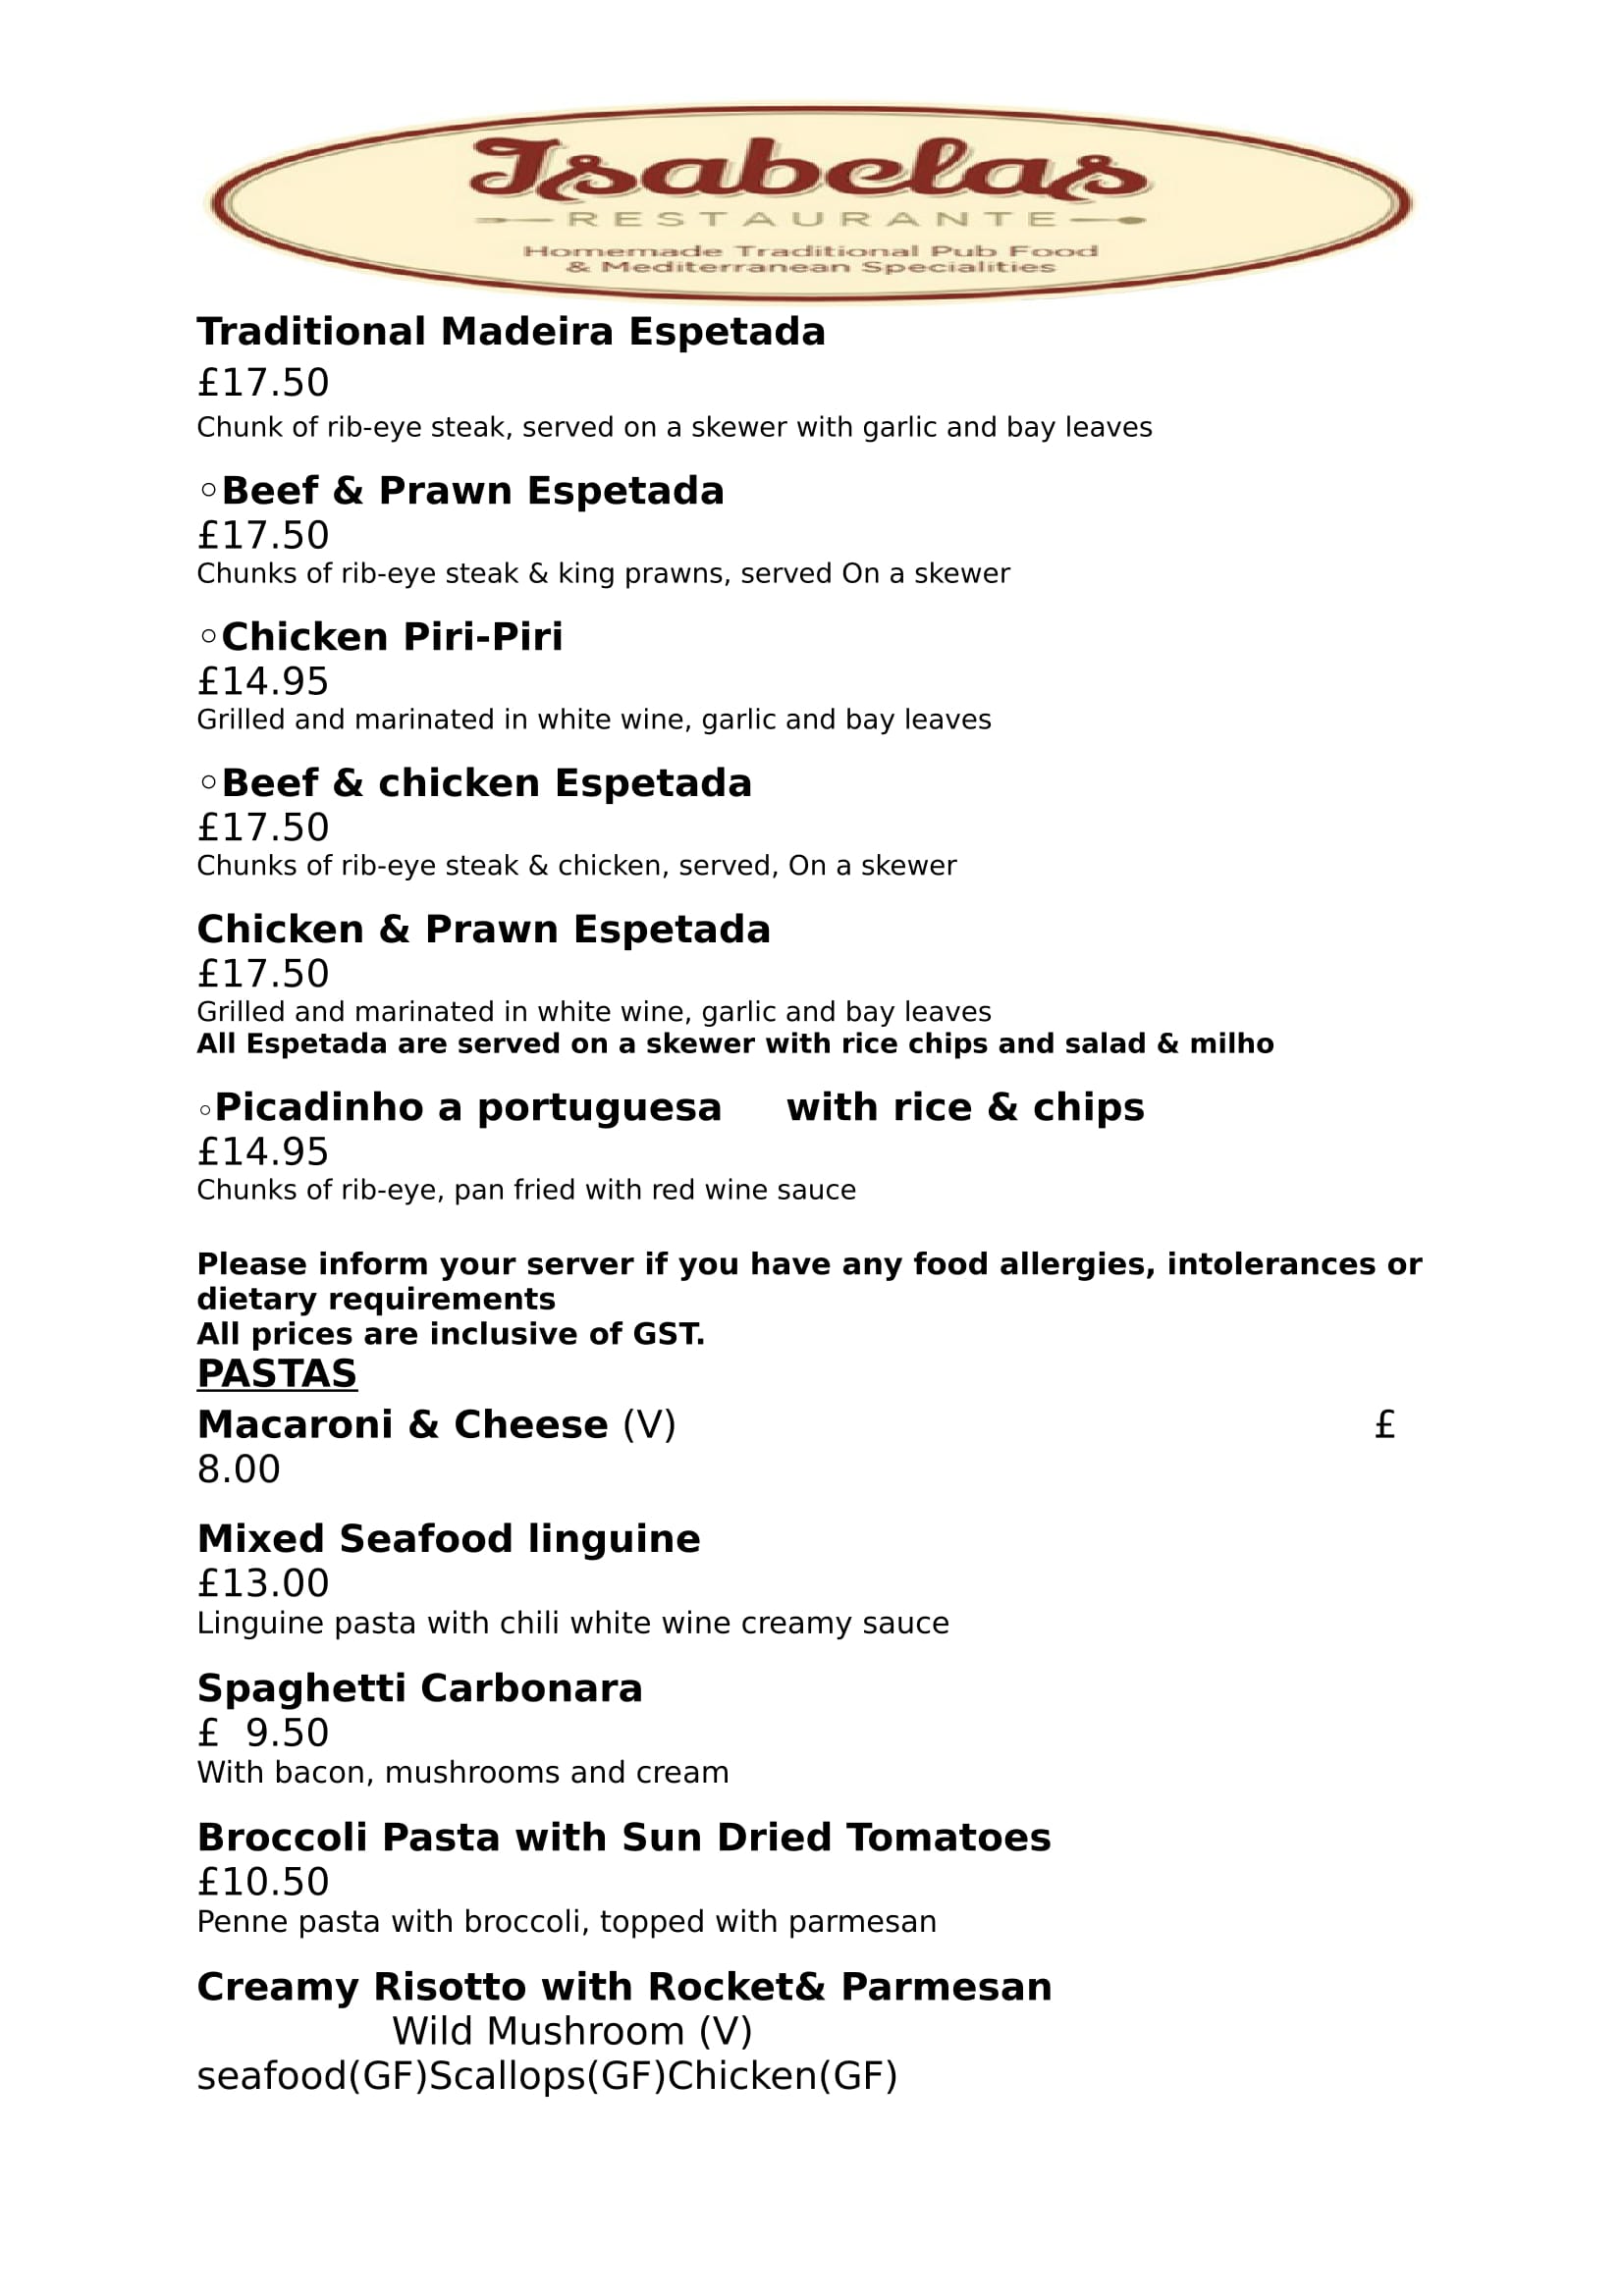 Isabelas
RESTAURANTE
Homemade Traditional Pub Food
& Mediterranean Specialities
Traditional Madeira Espetada
£17.50
Chunk of rib-eye steak, served on a skewer with garlic and bay leaves
◦Beef & Prawn Espetada
£17.50
Chunks of rib-eye steak & king prawns, served On a skewer
◦Chicken Piri-Piri
£14.95
Grilled and marinated in white wine, garlic and bay leaves
◦Beef & chicken Espetada
£17.50
Chunks of rib-eye steak & chicken, served, On a skewer
Chicken & Prawn Espetada
£17.50
Grilled and marinated in white wine, garlic and bay leaves
All Espetada are served on a skewer with rice chips and salad & milho
◦Picadinho a portuguesa with rice & chips
£14.95
Chunks of rib-eye, pan fried with red wine sauce
Please inform your server if you have any food allergies, intolerances or
dietary requirements
All prices are inclusive of GST.
PASTAS
Macaroni & Cheese (V) £
8.00
Mixed Seafood linguine
£13.00
Linguine pasta with chili white wine creamy sauce
Spaghetti Carbonara
£ 9.50
With bacon, mushrooms and cream
Broccoli Pasta with Sun Dried Tomatoes
£10.50
Penne pasta with broccoli, topped with parmesan
Creamy Risotto with Rocket& Parmesan
Wild Mushroom (V)
seafood(GF)Scallops(GF)Chicken(GF)